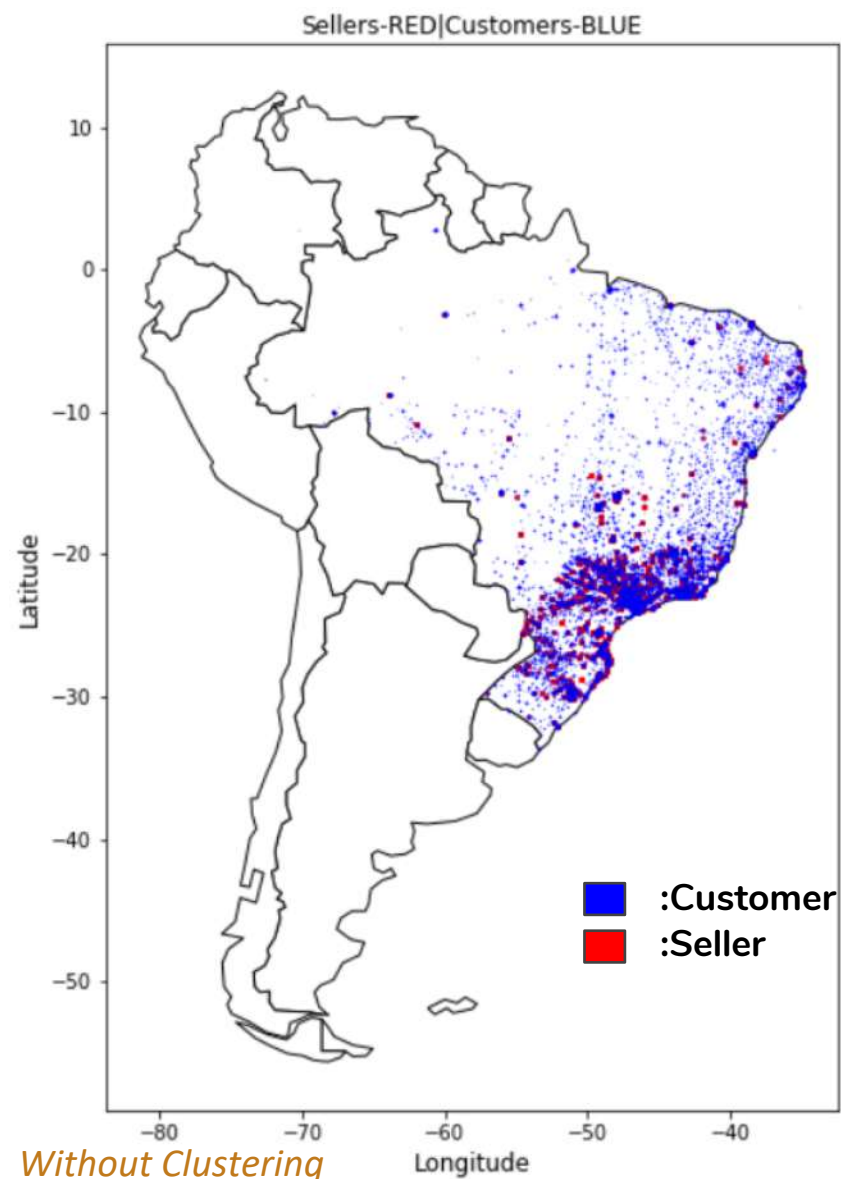 Sellers-RED|Customers-BLUE
10
0
−10
−20
−30
−40
−50
Latitude
:Customer
:Seller
−80 −70 −60 −50 −40
Longitude
Without Clustering